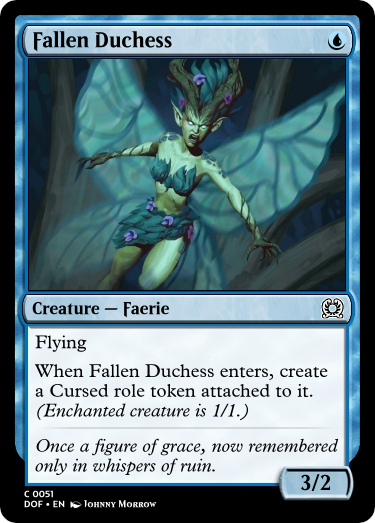 Fallen Duchess
Creature — Faerie
Flying
When Fallen Duchess enters, create
a Cursed role token attached to it.
(Enchanted creature is 1/1.)
Once a figure of grace, now remembered
only in whispers of ruin.
3/2
C 0051
DOF • EN Johnny Morrow